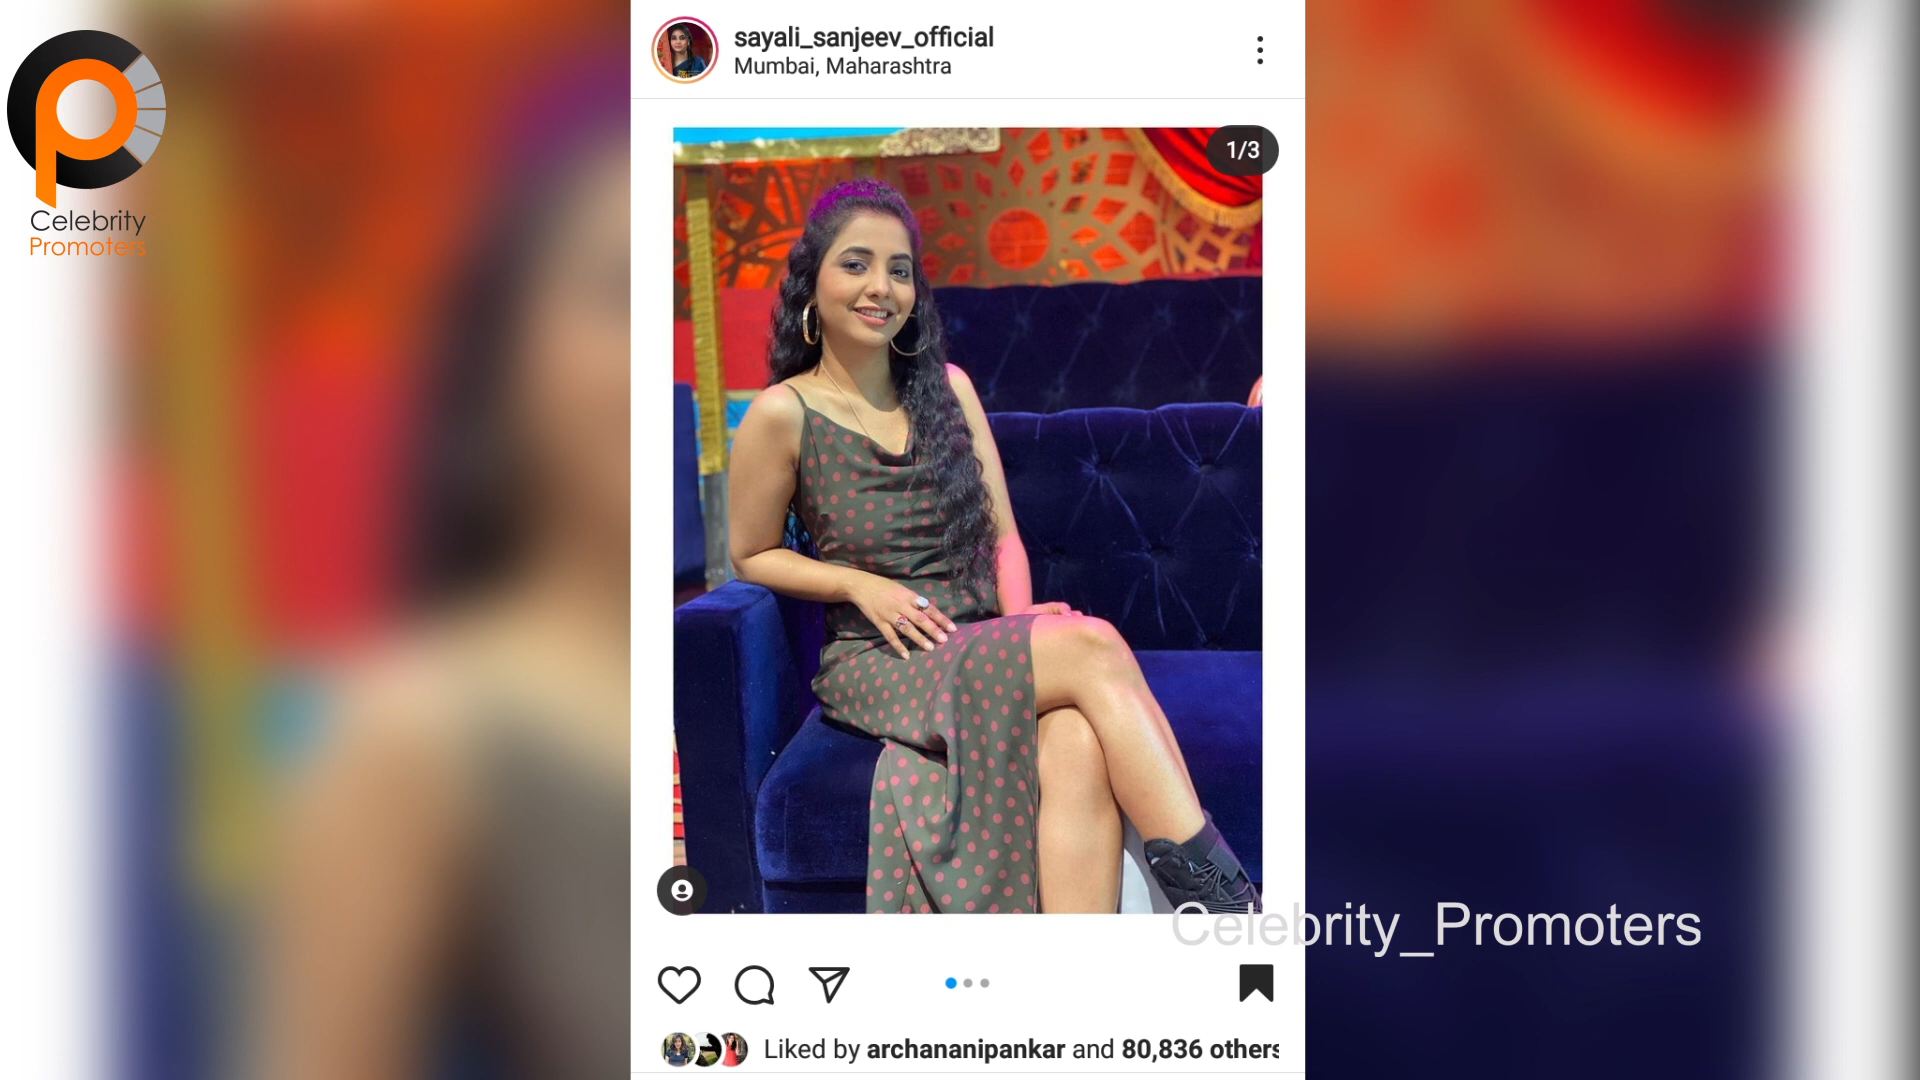 Celebrity
Promoters
sayali_sanjeev_official
Mumbai, Maharashtra
1/3
Celebrity_Promoters
Liked by archananipankar and 80,836 others